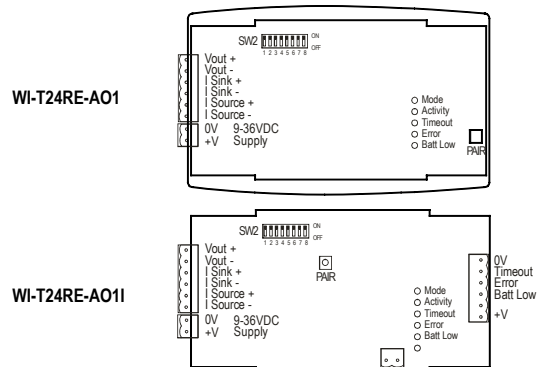 SW2 ON
OFF
1 2 3 4 5 6 7 8
WI-T24RE-AO1
Vout +
Vout -
I Sink +
I Sink -
I Source +
I Source -
0V 9-36VDC
+V Supply
Mode
Activity
Timeout
Error
Batt Low
PAIR
SW2 ON
OFF
1 2 3 4 5 6 7 8
WI-T24RE-AO1I
Vout +
Vout -
I Sink +
I Sink -
I Source +
I Source -
0V 9-36VDC
+V Supply
PAIR
Mode
Activity
Timeout
Error
Batt Low
0V
Timeout
Error
Batt Low
+V